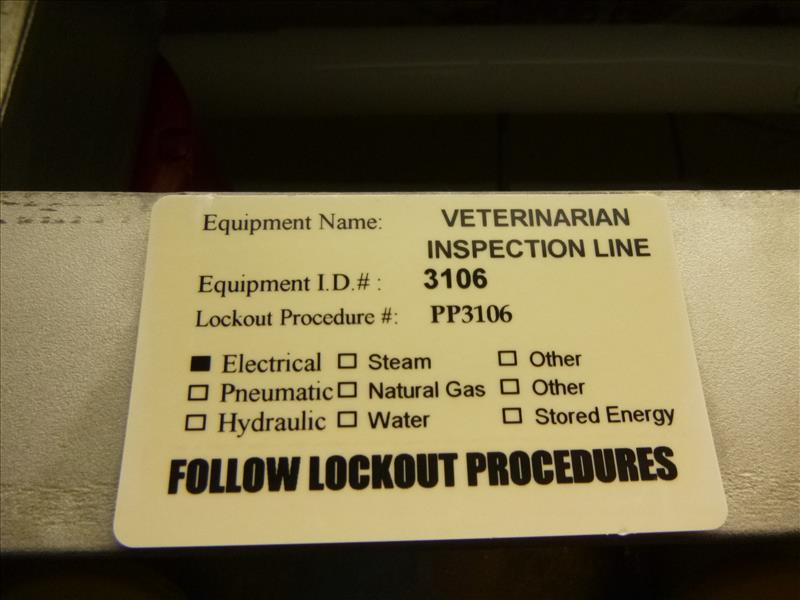 Equipment Name: VETERINARIAN
INSPECTION LINE
Equipment I.D.# : 3106
Lockout Procedure #: PP3106
■ Electrical □ Steam □ Other
□ Pneumatic □ Natural Gas □ Other
□ Hydraulic □ Water □ Stored Energy
FOLLOW LOCKOUT PROCEDURES